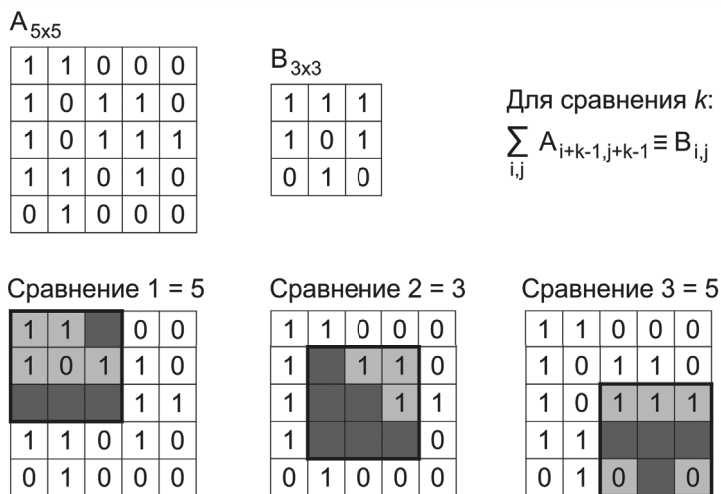 A5x5
1 1 0 0 0
1 0 1 1 0
1 0 1 1 1
1 1 0 1 0
0 1 0 0 0
B3x3
1 1 1
1 0 1
0 1 0
Для сравнения k:
∑ Ai+k-1,j+k-1 ≡ Bi,j
i,j
Сравнение 1 = 5
1 1 0 0
1 0 1 1 0
1 1
1 1 0 1 0
0 1 0 0 0
Сравнение 2 = 3
1 1 0 0 0
1 1 1 0
1 1 1
1 0
0 1 0 0 0
Сравнение 3 = 5
1 1 0 0 0
1 0 1 1 0
1 0 1 1 1
1 1
0 1 0 0